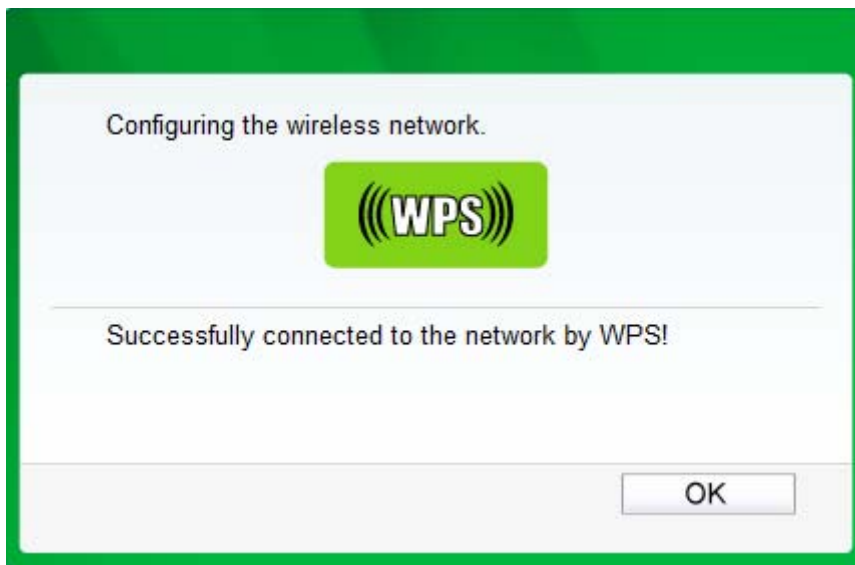 Configuring the wireless network.
WPS
Successfully connected to the network by WPS!
OK